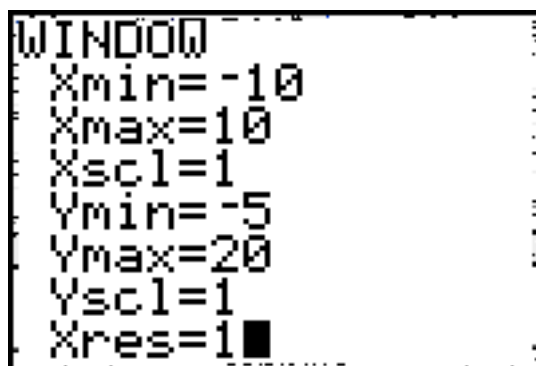 WINDOW
Xmin=-10
Xmax=10
Xscl=1
Ymin=-5
Ymax=20
Yscl=1
Xres=1